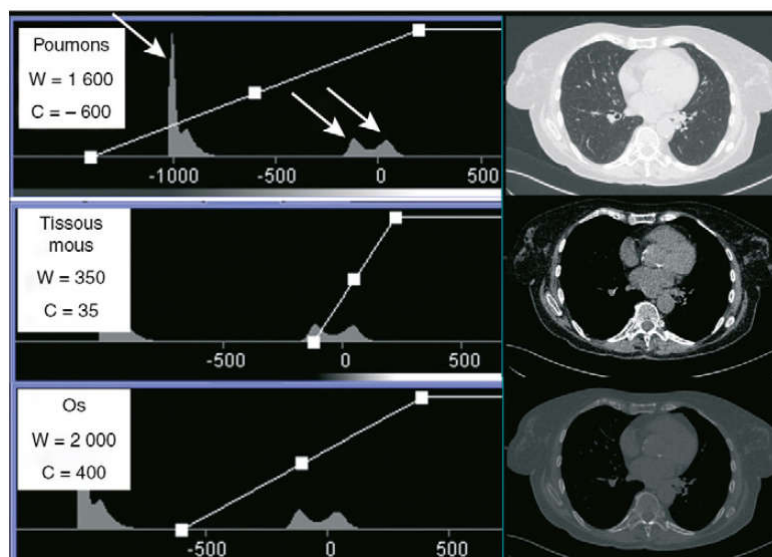 Poumons
W = 1 600
C = – 600
-1000 -500 0 500
Tissous
mous
W = 350
C = 35
-500 0 500
Os
W = 2 000
C = 400
-500 0 500